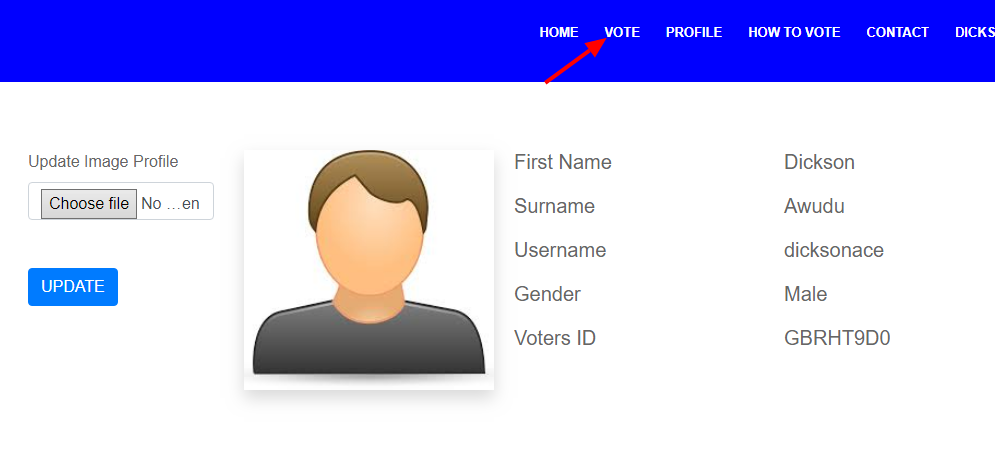 HOME VOTE PROFILE HOW TO VOTE CONTACT DICKS
Update Image Profile
Choose file No ...en
UPDATE
First Name Dickson
Surname Awudu
Username dicksonace
Gender Male
Voters ID GBRHT9D0